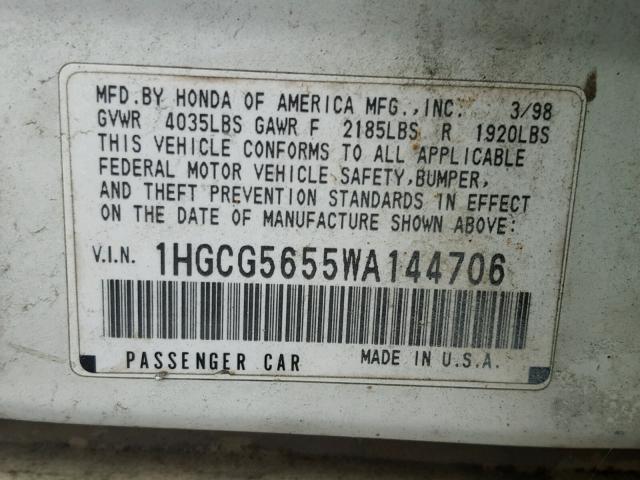 MFD.BY HONDA OF AMERICA MFG.,INC. 3/98
GVWR 4035LBS GAWR F 2185LBS R 1920LBS
THIS VEHICLE CONFORMS TO ALL APPLICABLE
FEDERAL MOTOR VEHICLE SAFETY,BUMPER,
AND THEFT PREVENTION STANDARDS IN EFFECT
ON THE DATE OF MANUFACTURE SHOWN ABOVE:
V.I.N. 1HGCG5655WA144706
PASSENGER CAR MADE IN U.S.A.